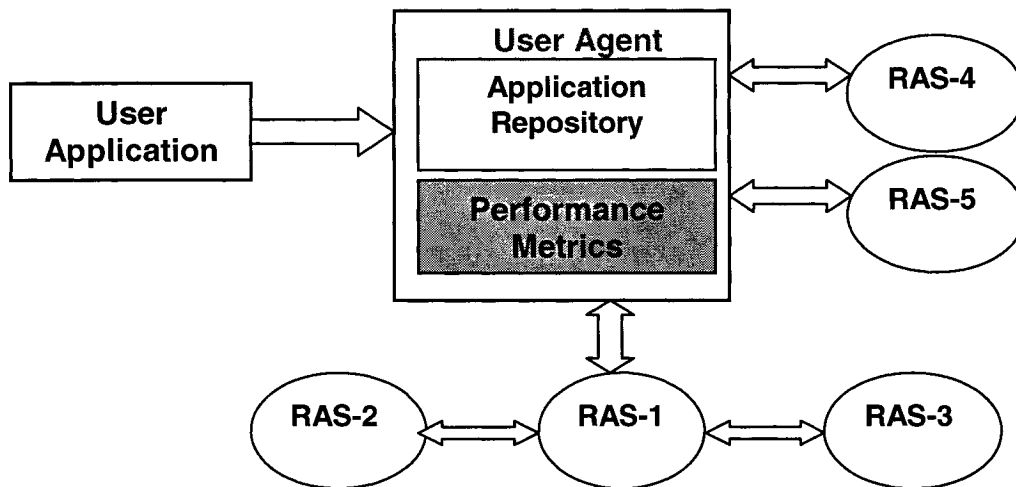 User Agent
Application
Repository
Performance
Metrics
User
Application
RAS-4
RAS-5
RAS-2
RAS-1
RAS-3